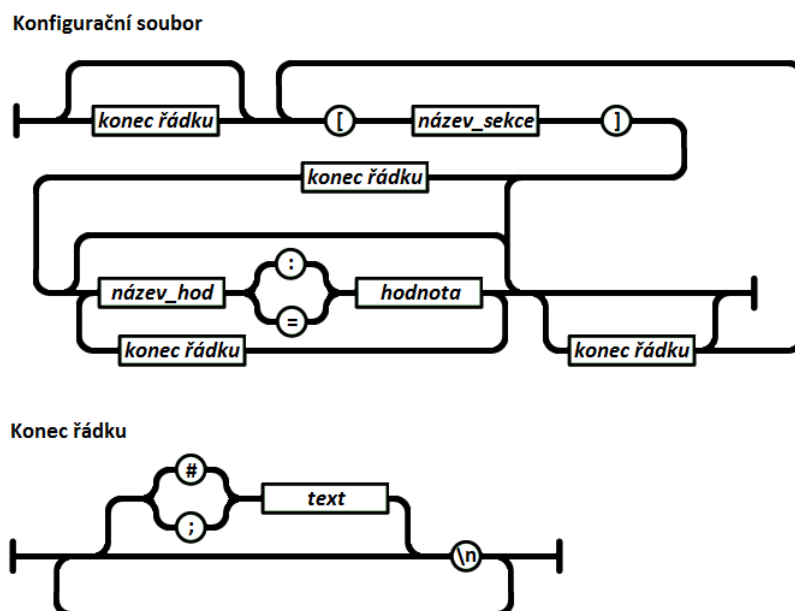 Konfigurační soubor
konec řádku [ název_sekce ]
konec řádku
:
název_hod hodnota
=
konec řádku konec řádku
Konec řádku
#
text
;
\n